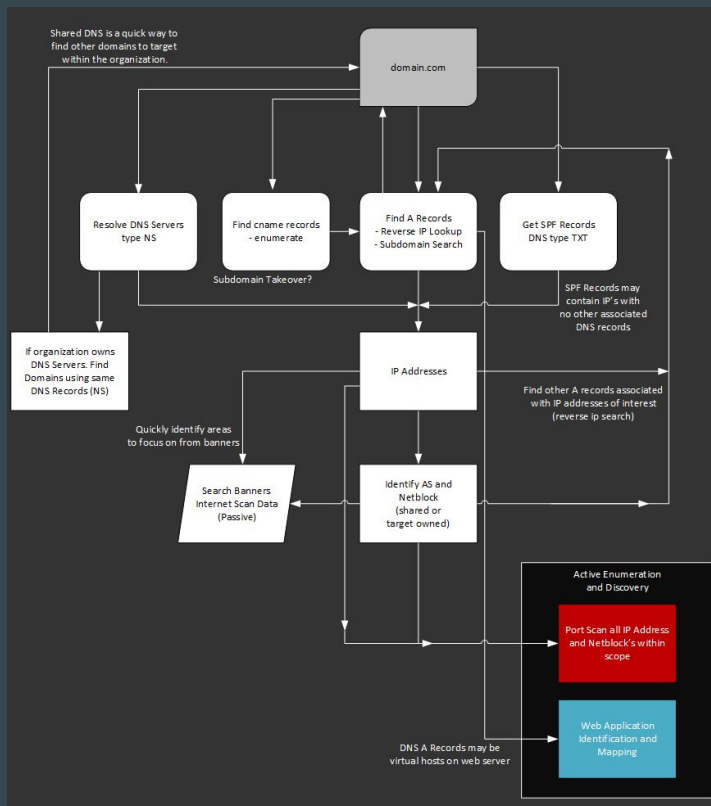 Shared DNS is a quick way to
find other domains to target
within the organization.
domain.com
Resolve DNS Servers
type NS
Find cname records
- enumerate
Find A Records
- Reverse IP Lookup
- Subdomain Search
Get SPF Records
DNS type TXT
Subdomain Takeover?
SPF Records may
contain IP's with
no other associated
DNS records
If organization owns
DNS Servers. Find
Domains using same
DNS Records (NS)
IP Addresses
Find other A records associated
with IP addresses of interest
(reverse ip search)
Quickly identify areas
to focus on from banners
Search Banners
Internet Scan Data
(Passive)
Identify AS and
Netblock
(shared or
target owned)
Active Enumeration
and Discovery
Port Scan all IP Address
and Netblock's within
scope
Web Application
Identification and
Mapping
DNS A Records may be
virtual hosts on web server